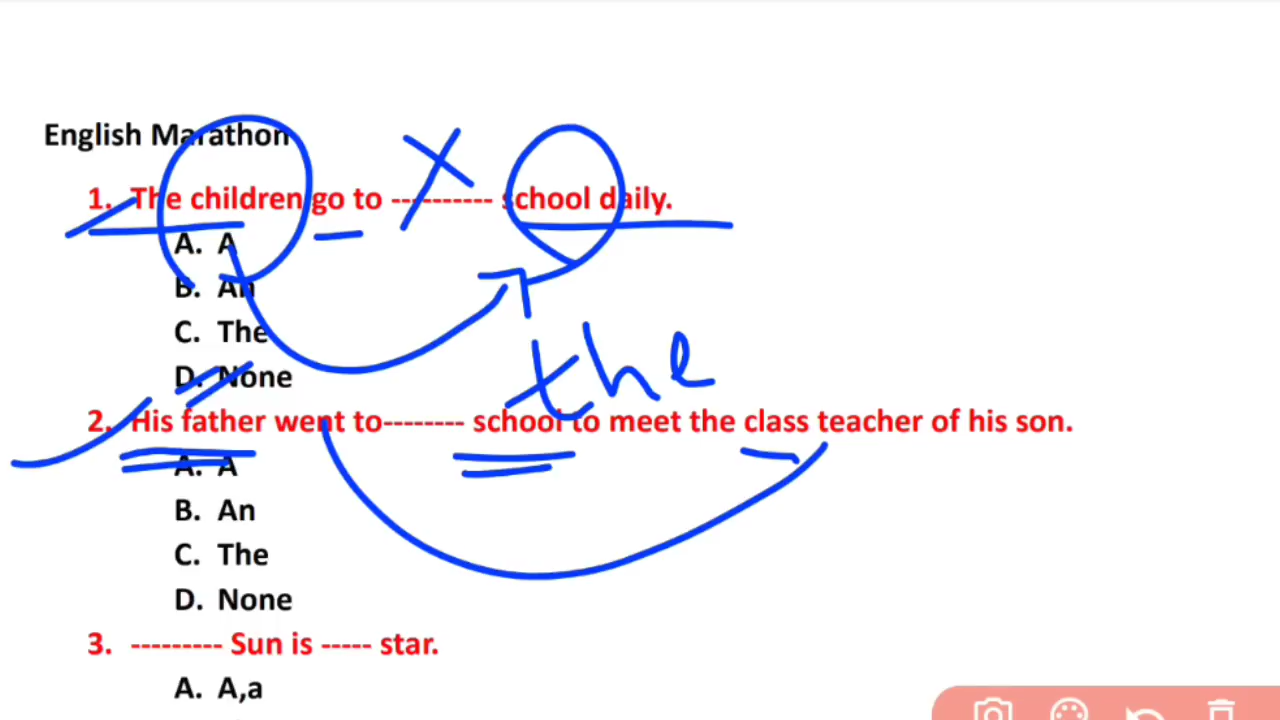 English Marathon
1. The children go to ---------- school daily.
A. A
B. An
C. The
D. None
the
2. His father went to-------- school to meet the class teacher of his son.
A. A
B. An
C. The
D. None
3. --------- Sun is ----- star.
A. A,a